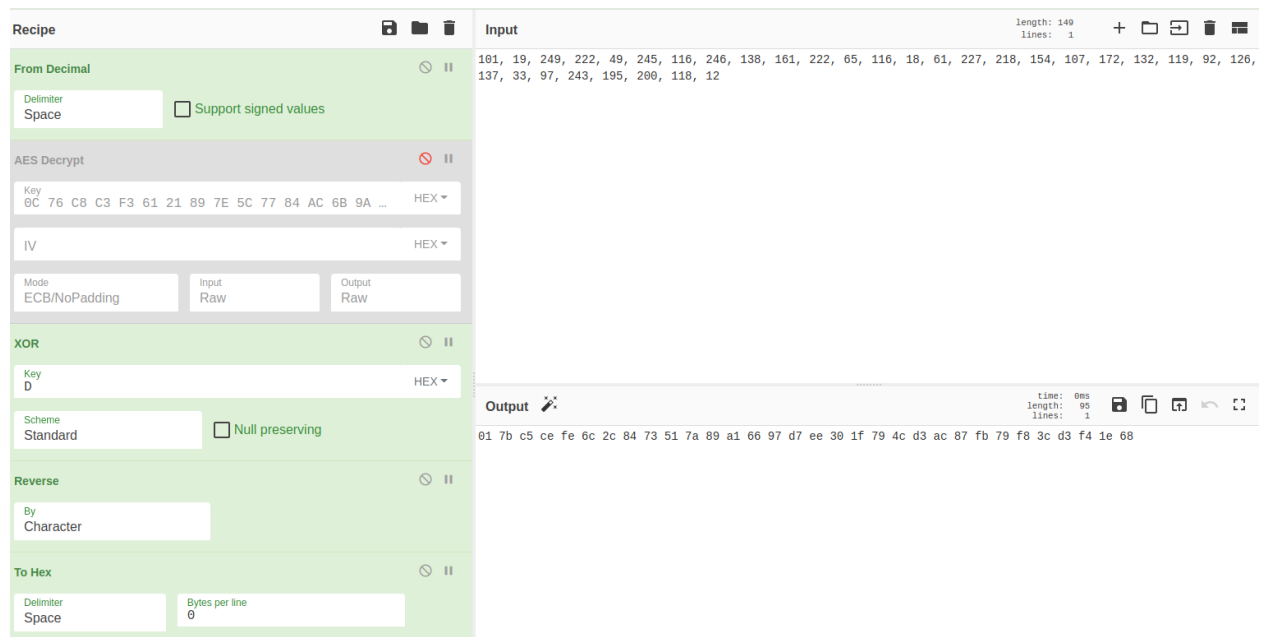 Recipe
From Decimal
Delimiter
Space
Support signed values
AES Decrypt
Key
0C 76 C8 C3 F3 61 21 89 7E 5C 77 84 AC 6B 9A …
HEX
IV
HEX
Mode
ECB/NoPadding
Input
Raw
Output
Raw
XOR
Key
D
HEX
Scheme
Standard
Null preserving
Reverse
By
Character
To Hex
Delimiter
Space
Bytes per line
0
Input
length: 149
lines: 1
101, 19, 249, 222, 49, 245, 116, 246, 138, 161, 222, 65, 116, 18, 61, 227, 218, 154, 107, 172, 132, 119, 92, 126,
137, 33, 97, 243, 195, 200, 118, 12
Output
time: 0ms
length: 95
lines: 1
01 7b c5 ce fe 6c 2c 84 73 51 7a 89 a1 66 97 d7 ee 30 1f 79 4c d3 ac 87 fb 79 f8 3c d3 f4 1e 68